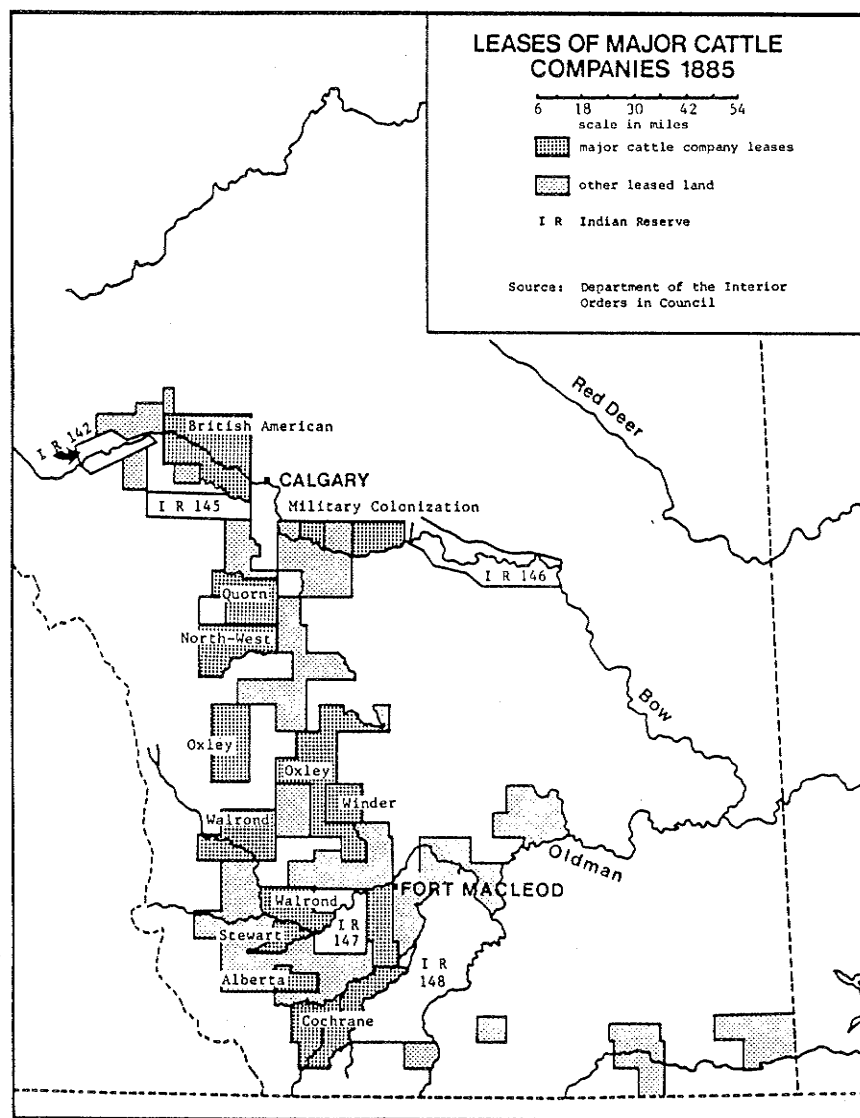 LEASES OF MAJOR CATTLE
COMPANIES 1885
6 18 30 42 54
scale in miles
major cattle company leases
other leased land
I R Indian Reserve
Source: Department of the Interior
Orders in Council
Red Deer
I R 142
British American
CALGARY
I R 145
Military Colonization
I R 146
Quorn
North-West
Bow
Oxley
Oxley
Winder
Walrond
Oldman
FORT MACLEOD
Walrond
I R
147
Stewart
I R
148
Alberta
Cochrane